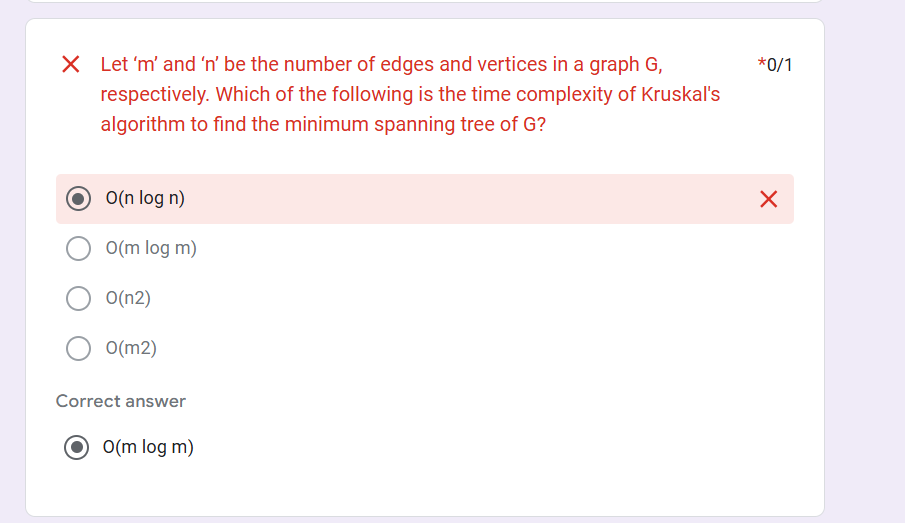 Let ‘m’ and ‘n’ be the number of edges and vertices in a graph G, *0/1
respectively. Which of the following is the time complexity of Kruskal's
algorithm to find the minimum spanning tree of G?
O(n log n)
O(m log m)
O(n2)
O(m2)
Correct answer
O(m log m)